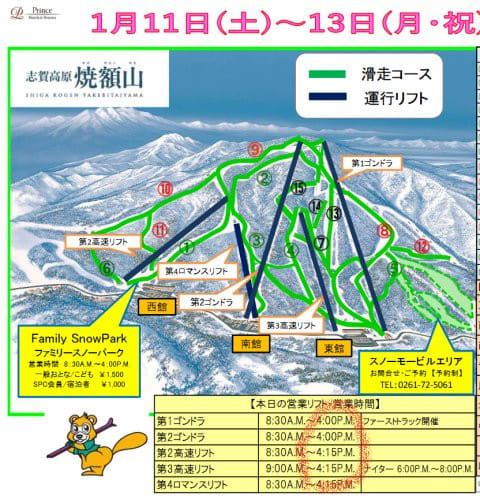 Prince
1月11日(土)～13日(月・祝)
志賀高原 焼額山
SHIGA KOGEN YAKEBITAIYAMA
滑走コース
運行リフト
第1ゴンドラ
⑨
②
⑮
⑩
⑭
⑬
⑪
⑧
第2高速リフト
①
③
④
⑦
⑫
⑥
第4ロマンスリフト
⑤
第2ゴンドラ
西館
第3高速リフト
南館
東館
Family SnowPark
ファミリースノーパーク
営業時間 8:30A.M.～4:00P.M.
一般おとな/こども ￥1,500
SPC会員/宿泊者 ￥1,000
スノーモービルエリア
お問合せ・ご予約 【予約制】
TEL:0261-72-5061
【本日の営業リフト・営業時間】
第1ゴンドラ 8:30A.M.～4:00P.M. ファーストトラック開催
第2ゴンドラ 8:30A.M.～4:00P.M.
第2高速リフト 8:30A.M.～4:15P.M.
第3高速リフト 9:00A.M.～4:15P.M. ナイター 6:00P.M.～8:00P.M.
第4ロマンスリフト 8:30A.M.～4:15P.M.